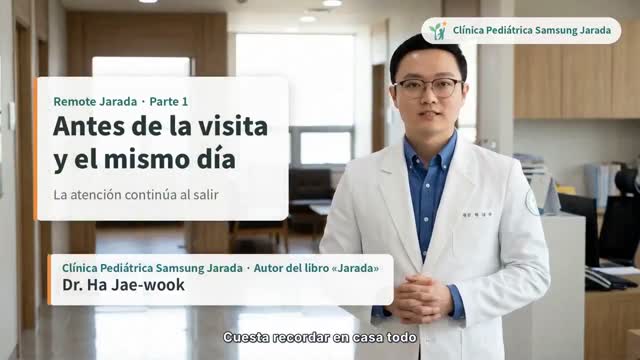 Clínica Pediátrica Samsung Jarada
Remote Jarada · Parte 1
Antes de la visita
y el mismo día
La atención continúa al salir
Clínica Pediátrica Samsung Jarada · Autor del libro «Jarada»
Dr. Ha Jae-wook
Cuesta recordar en casa todo